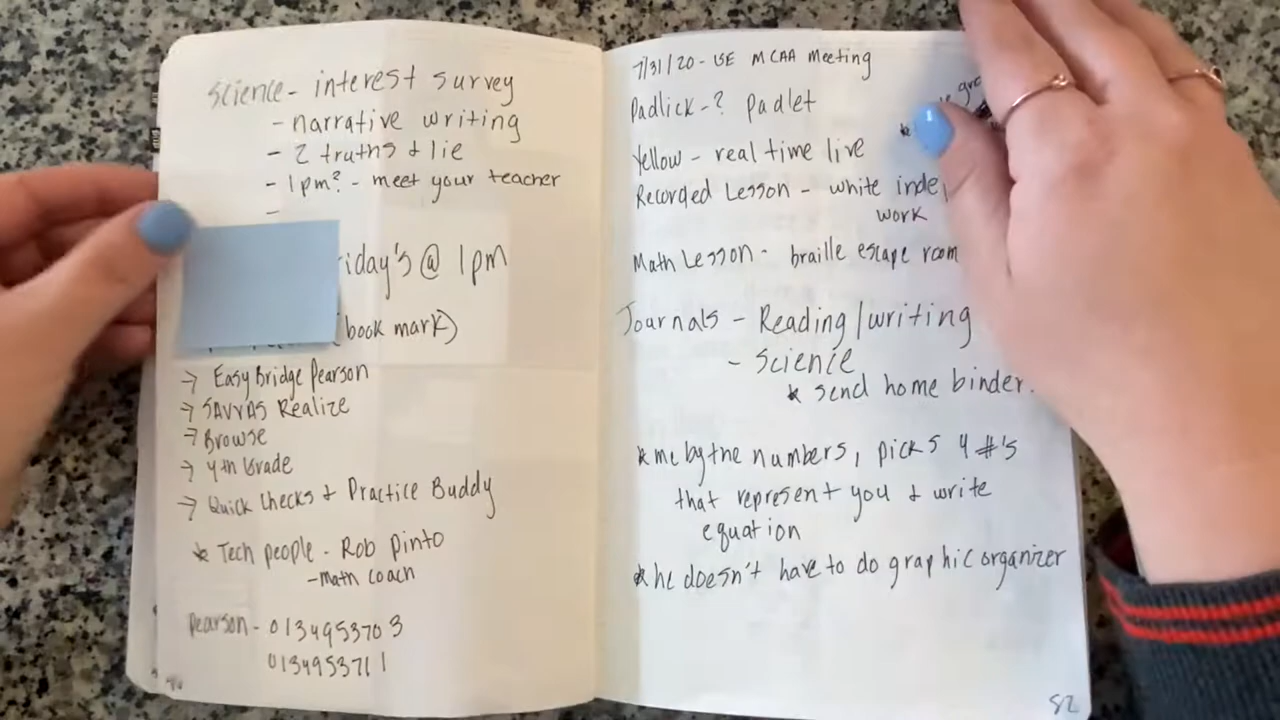 Science - interest survey
- narrative writing
- 2 truths + lie
- 1pm? - meet your teacher
-
iday's @ 1pm
(book mark)
→ Easy Bridge Pearson
→ SAVVAS Realize
→ Browse
→ 4th Grade
→ Quick Checks + Practice Buddy
* Tech people - Rob Pinto
- math coach
Pearson - 0134953703
0134953711
7/31/20 - USE MCAA Meeting
Padlick -? padlet
Yellow - real time live
Recorded Lesson - white inde
work
Math Lesson - braille escape room
Journals - Reading/writing
- Science
* send home binder.
* me by the numbers, picks 4 #'s
that represent you + write
equation
* he doesn't have to do graphic organizer
82